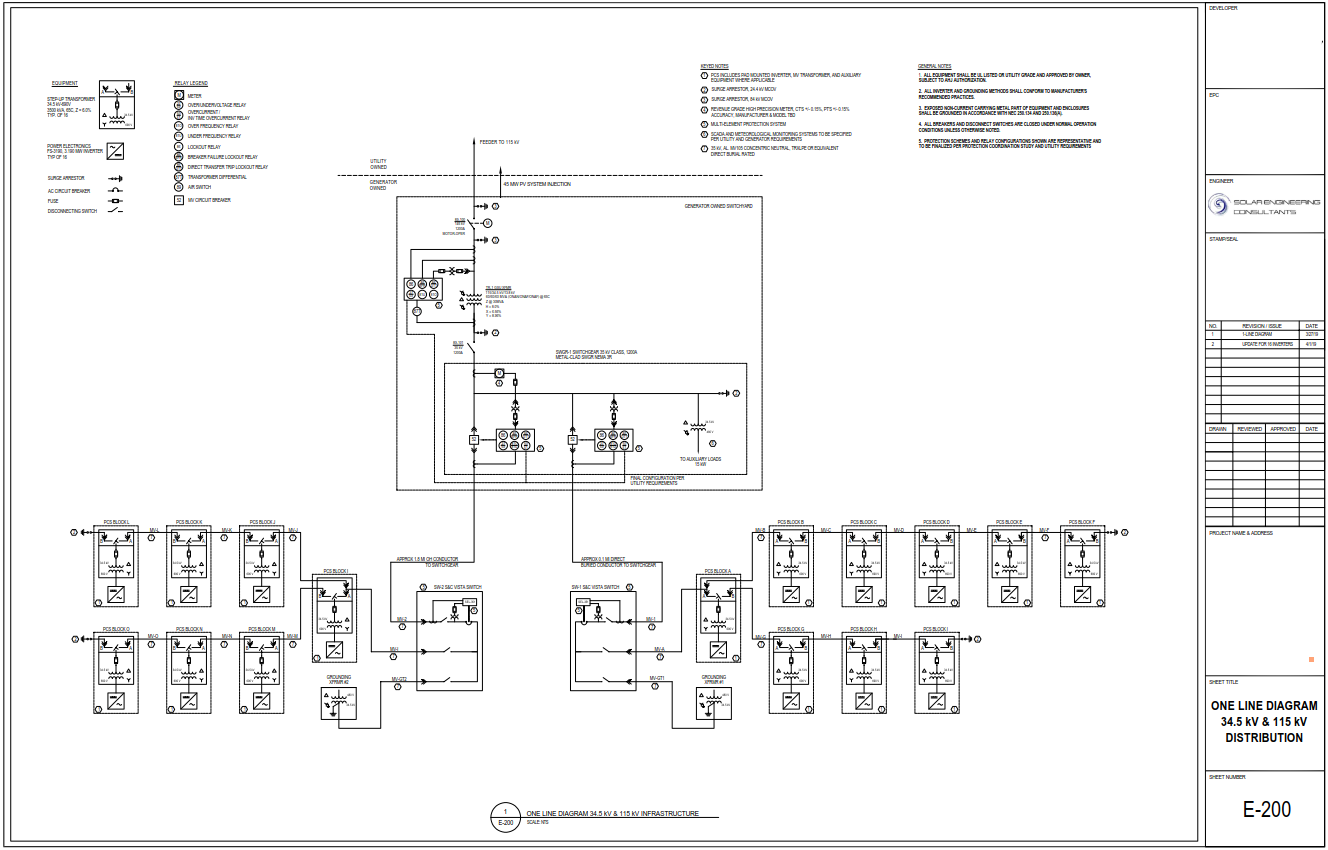 EQUIPMENT
STEP-UP TRANSFORMER
34.5 kV-690V
3500 kVA, 65C, Z = 6.0%
TYP. OF 16
POWER ELECTRONICS
FS-3190, 3.190 MW INVERTER
TYP OF 16
SURGE ARRESTOR
AC CIRCUIT BREAKER
FUSE
DISCONNECTING SWITCH
RELAY LEGEND
M METER
OVER/UNDERVOLTAGE RELAY
OVERCURRENT /
INV TIME OVERCURRENT RELAY
OVER FREQUENCY RELAY
UNDER FREQUENCY RELAY
LOCKOUT RELAY
BREAKER FAILURE LOCKOUT RELAY
DIRECT TRANSFER TRIP LOCKOUT RELAY
TRANSFORMER DIFFERENTIAL
AIR SWITCH
52 MV CIRCUIT BREAKER
KEYED NOTES
1 PCS INCLUDES PAD MOUNTED INVERTER, MV TRANSFORMER, AND AUXILIARY
EQUIPMENT WHERE APPLICABLE
2 SURGE ARRESTOR, 24.4 kV MCOV
3 SURGE ARRESTOR, 84 kV MCOV
4 REVENUE GRADE HIGH PRECISION METER, CT'S +/- 0.15%, PT'S +/- 0.15%
ACCURACY, MANUFACTURER & MODEL TBD
5 MULTI-ELEMENT PROTECTION SYSTEM
6 SCADA AND METEOROLOGICAL MONITORING SYSTEMS TO BE SPECIFIED
PER UTILITY AND GENERATOR REQUIREMENTS
7 35 kV, AL, MV105 CONCENTRIC NEUTRAL, TRXLPE OR EQUIVALENT
DIRECT BURIAL RATED
GENERAL NOTES
1. ALL EQUIPMENT SHALL BE UL LISTED OR UTILITY GRADE AND APPROVED BY OWNER,
SUBJECT TO AHJ AUTHORIZATION.
2. ALL INVERTER AND GROUNDING METHODS SHALL CONFORM TO MANUFACTURER'S
RECOMMENDED PRACTICES.
3. EXPOSED NON-CURRENT CARRYING METAL PART OF EQUIPMENT AND ENCLOSURES
SHALL BE GROUNDED IN ACCORDANCE WITH NEC 250.134 AND 250.136(A).
4. ALL BREAKERS AND DISCONNECT SWITCHES ARE CLOSED UNDER NORMAL OPERATION
CONDITIONS UNLESS OTHERWISE NOTED.
5. PROTECTION SCHEMES AND RELAY CONFIGURATIONS SHOWN ARE REPRESENTATIVE AND
TO BE FINALIZED PER PROTECTION COORDINATION STUDY AND UTILITY REQUIREMENTS
FEEDER TO 115 kV
UTILITY
OWNED
GENERATOR
OWNED
45 MW PV SYSTEM INJECTION
GENERATOR OWNED SWITCHYARD
1200A
MOTOR-OPER
M
35 kV
1200A
SWGR-1 SWITCHGEAR 35 kV CLASS, 1200A
METAL-CLAD SWGR NEMA 3R
M
52
52
TO AUXILIARY LOADS
15 kW
FINAL CONFIGURATION PER
UTILITY REQUIREMENTS
PCS BLOCK L
MV-L
PCS BLOCK K
MV-K
PCS BLOCK J
MV-J
PCS BLOCK I
PCS BLOCK O
MV-O
PCS BLOCK N
MV-N
PCS BLOCK M
MV-M
APPROX 1.8 MI OH CONDUCTOR
TO SWITCHGEAR
APPROX 0.1 MI DIRECT
BURIED CONDUCTOR TO SWITCHGEAR
SW-2 S&C VISTA SWITCH
SW-1 S&C VISTA SWITCH
MV-2
MV-I
MV-GT2
MV-1
MV-A
MV-GT1
GROUNDING
XFRMR #2
GROUNDING
XFRMR #1
PCS BLOCK A
MV-B
PCS BLOCK B
MV-C
PCS BLOCK C
MV-D
PCS BLOCK D
MV-E
PCS BLOCK E
MV-F
PCS BLOCK F
MV-G
PCS BLOCK G
MV-H
PCS BLOCK H
MV-I
PCS BLOCK I
1
E-200
ONE LINE DIAGRAM 34.5 kV & 115 kV INFRASTRUCTURE
SCALE: NTS
DEVELOPER
EPC
ENGINEER
SOLAR ENGINEERING
CONSULTANTS
STAMP/SEAL
NO. REVISION / ISSUE DATE
1 1-LINE DIAGRAM 3/27/19
2 UPDATE FOR 16 INVERTERS 4/1/19
DRAWN REVIEWED APPROVED DATE
PROJECT NAME & ADDRESS
SHEET TITLE
ONE LINE DIAGRAM
34.5 kV & 115 kV
DISTRIBUTION
SHEET NUMBER
E-200